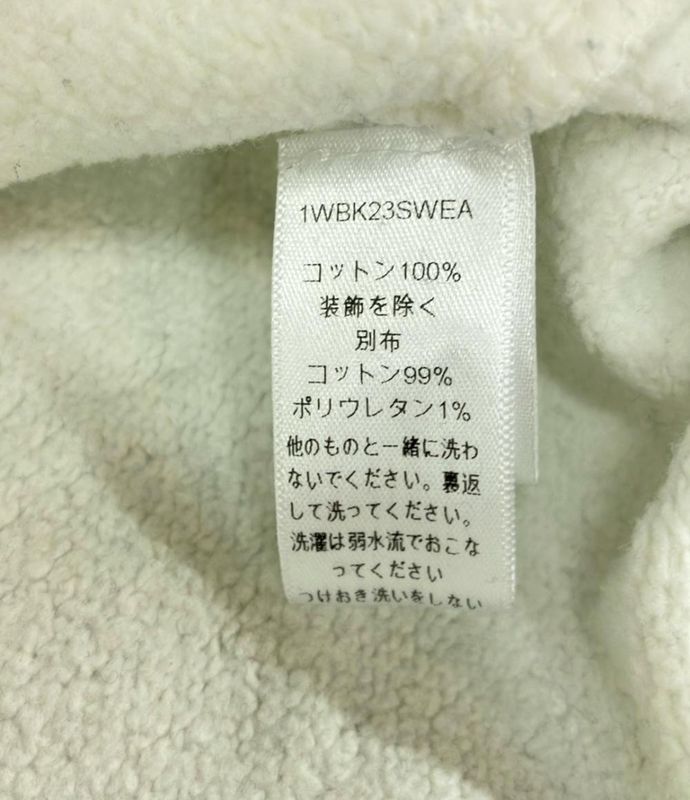 1WBK23SWEA
コットン100%
装飾を除く
別布
コットン99%
ポリウレタン1%
他のものと一緒に洗わ
ないでください。裏返
して洗ってください。
洗濯は弱水流でおこな
ってください
つけおき洗いをしない